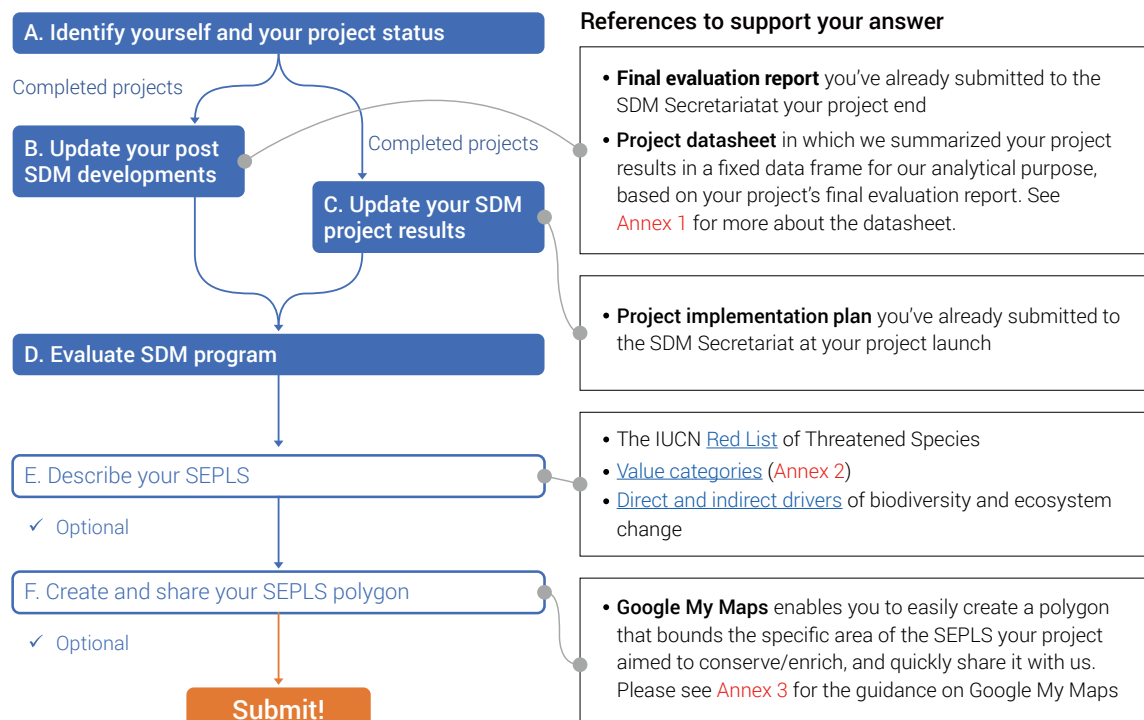 A. Identify yourself and your project status
Completed projects
B. Update your post
SDM developments
Completed projects
C. Update your SDM
project results
D. Evaluate SDM program
E. Describe your SEPLS
✓ Optional
F. Create and share your SEPLS polygon
✓ Optional
Submit!
References to support your answer
• Final evaluation report you've already submitted to the
SDM Secretariatat your project end
• Project datasheet in which we summarized your project
results in a fixed data frame for our analytical purpose,
based on your project's final evaluation report. See
Annex 1 for more about the datasheet.
• Project implementation plan you've already submitted to
the SDM Secretariat at your project launch
• The IUCN Red List of Threatened Species
• Value categories (Annex 2)
• Direct and indirect drivers of biodiversity and ecosystem
change
• Google My Maps enables you to easily create a polygon
that bounds the specific area of the SEPLS your project
aimed to conserve/enrich, and quickly share it with us.
Please see Annex 3 for the guidance on Google My Maps